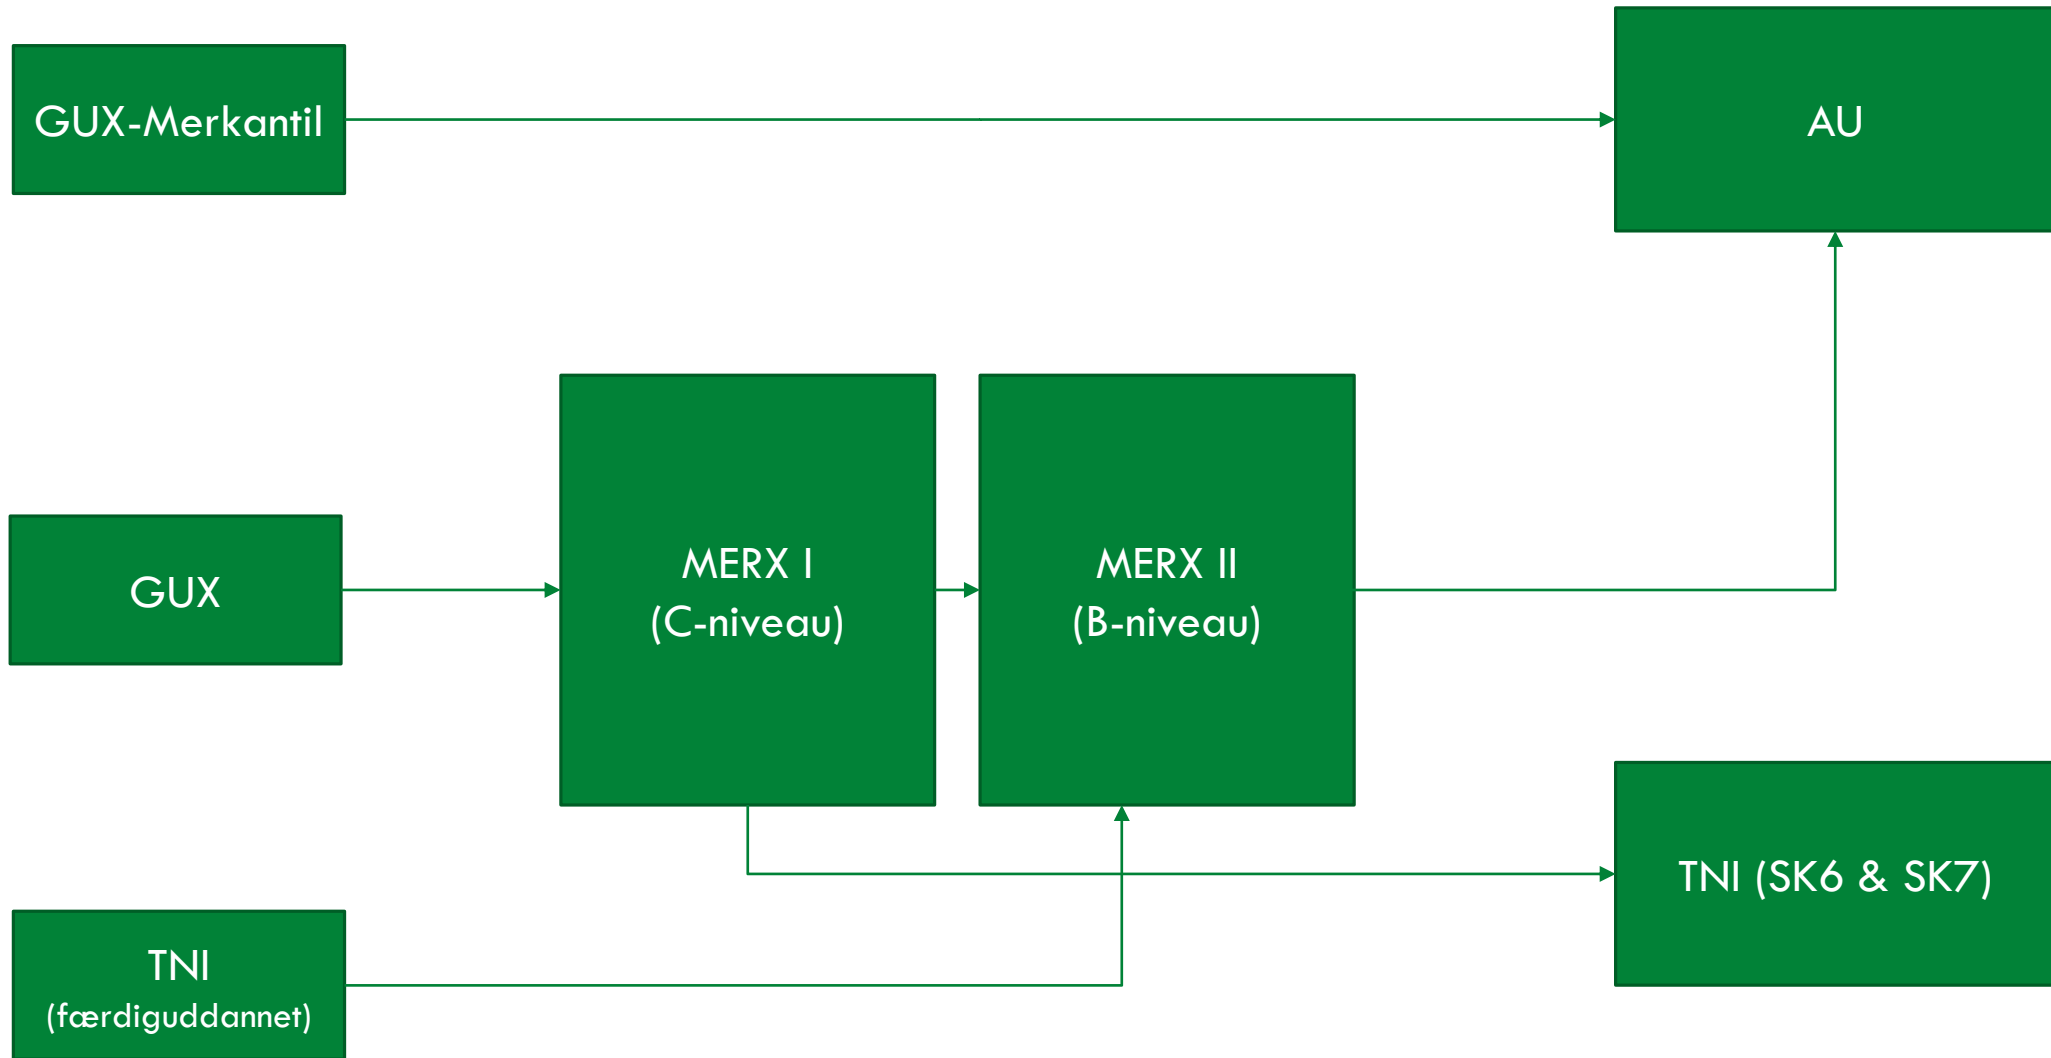 GUX-Merkantil
AU
GUX
MERX I
(C-niveau)
MERX II
(B-niveau)
TNI (SK6 & SK7)
TNI
(færdiguddannet)